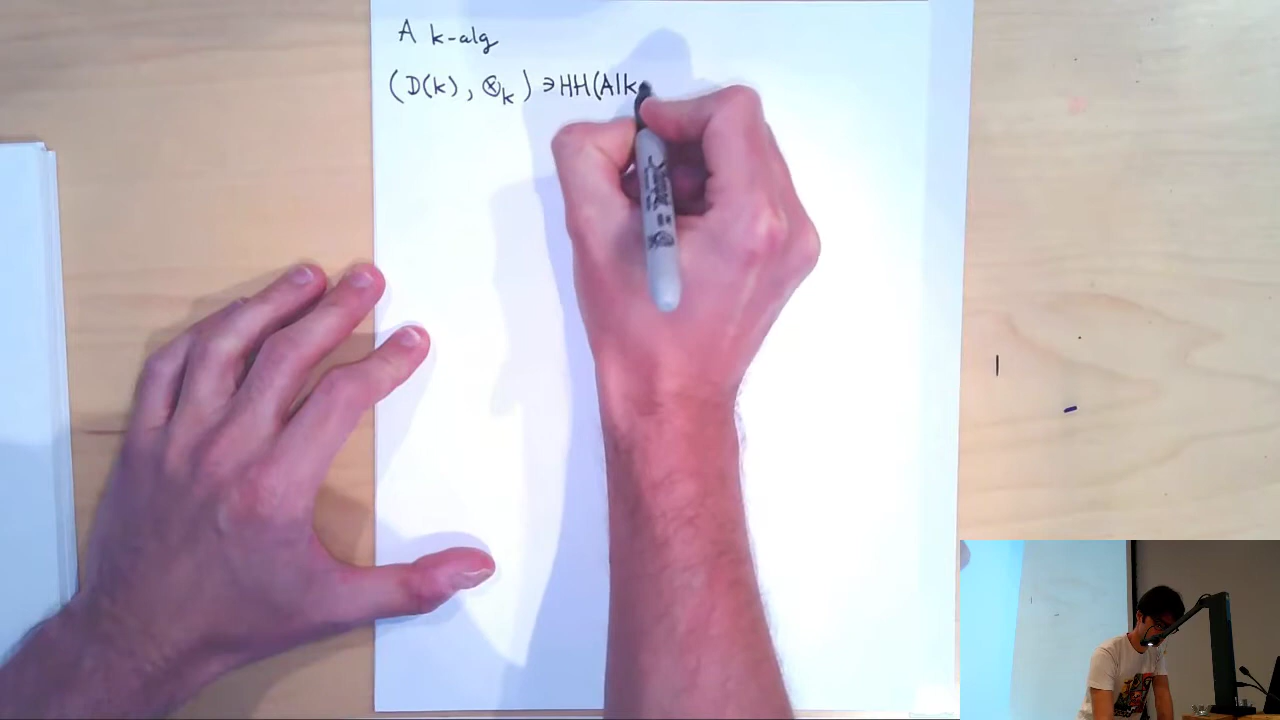 A k-alg
(D(k), ⊗ₖ) ∋ HH(A|k